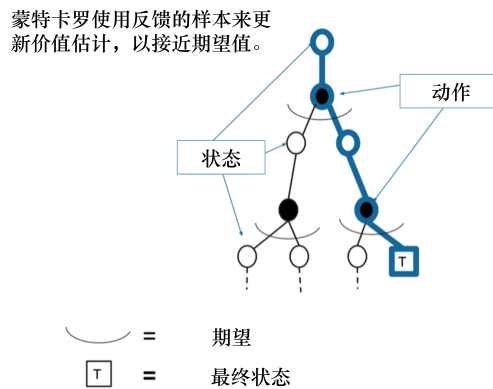 蒙特卡罗使用反馈的样本来更
新价值估计，以接近期望值。
动作
状态
T
= 期望
T = 最终状态